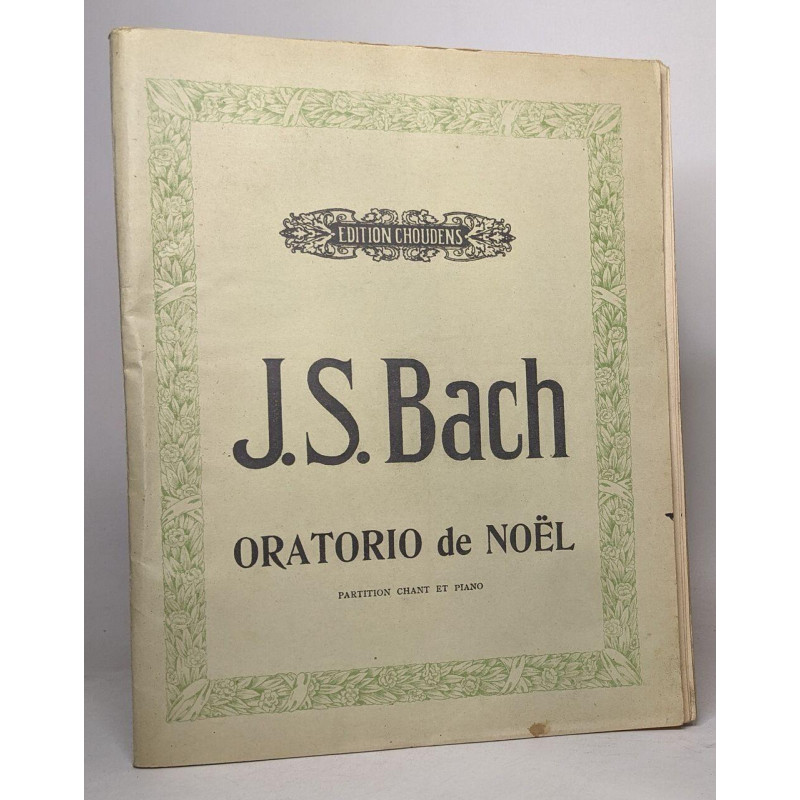 EDITION CHOUDENS
J.S. Bach
ORATORIO de NOËL
PARTITION CHANT ET PIANO